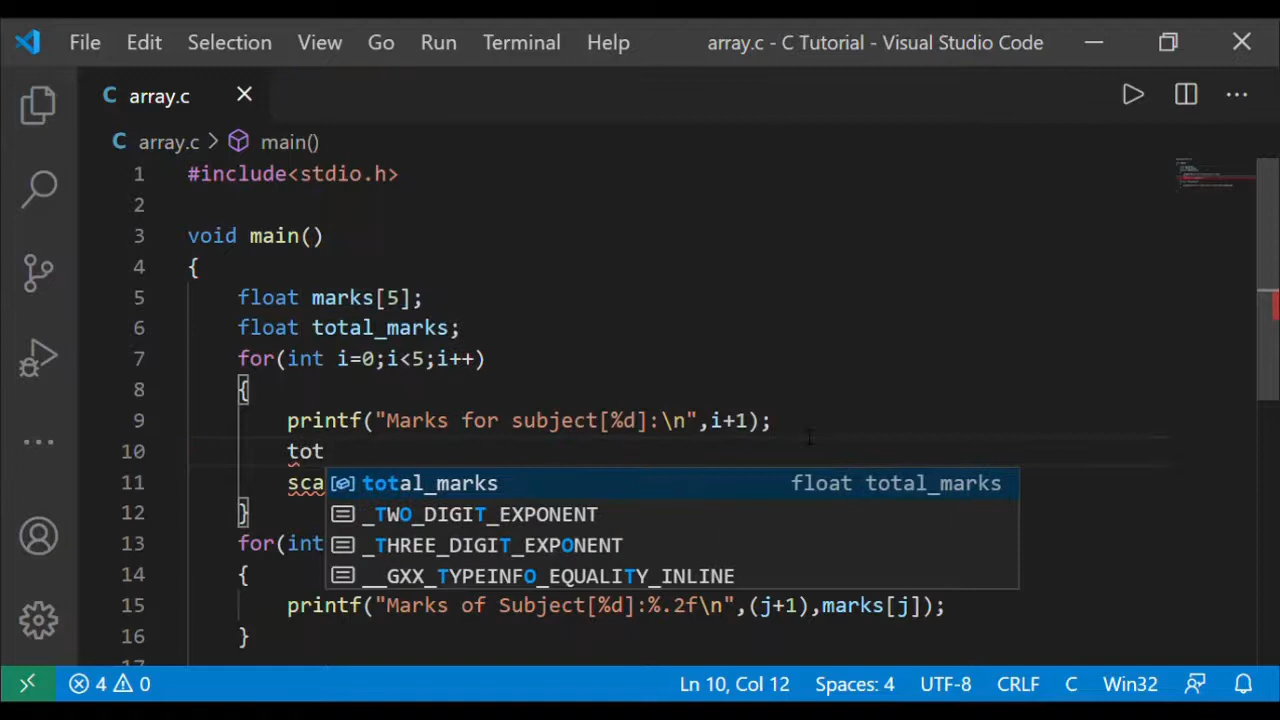 File Edit Selection View Go Run Terminal Help array.c - C Tutorial - Visual Studio Code
C array.c
C array.c > main()
1 #include<stdio.h>
2
3 void main()
4 {
5 float marks[5];
6 float total_marks;
7 for(int i=0;i<5;i++)
8 {
9 printf("Marks for subject[%d]:\n",i+1);
10 tot
11 sca total_marks float total_marks
12 } _TWO_DIGIT_EXPONENT
13 for(int _THREE_DIGIT_EXPONENT
14 { __GXX_TYPEINFO_EQUALITY_INLINE
15 printf("Marks of Subject[%d]:%.2f\n",(j+1),marks[j]);
16 }
4 0 Ln 10, Col 12 Spaces: 4 UTF-8 CRLF C Win32